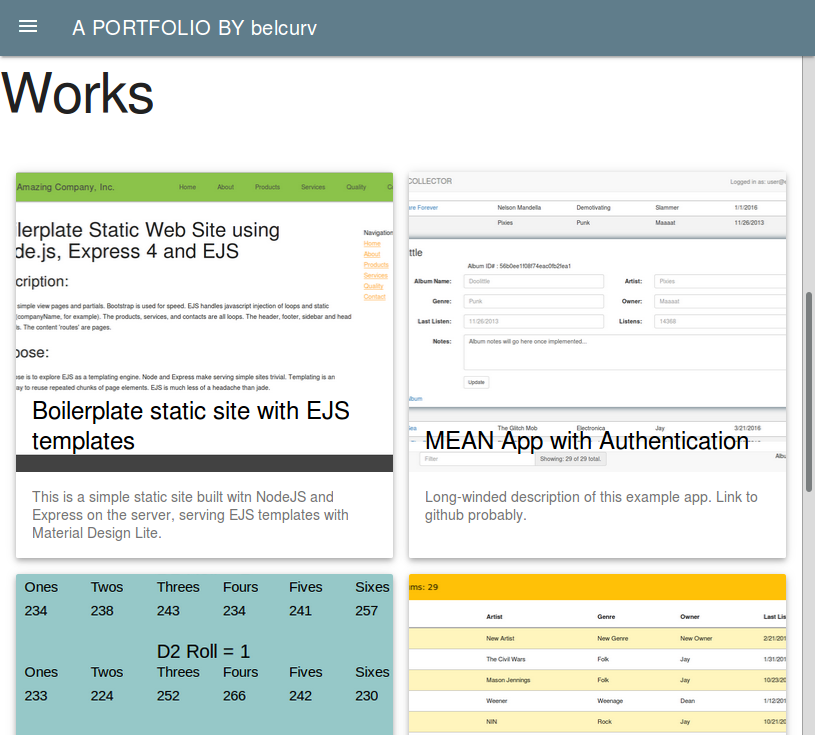 A PORTFOLIO BY belcurv
Works
Amazing Company, Inc. Home About Products Services Quality
lerplate Static Web Site using
de.js, Express 4 and EJS
Navigation
Home
About
Products
Services
Quality
Contact
cription:
simple view pages and partials. Bootstrap is used for speed. EJS handles javascript injection of loops and static
(companyName, for example). The products, services, and contacts are all loops. The header, footer, sidebar and head
s. The content 'routes' are pages.
ose:
se is to explore EJS as a templating engine. Node and Express make serving simple sites trivial. Templating is an
ay to reuse repeated chunks of page elements. EJS is much less of a headache than jade.
Boilerplate static site with EJS
templates
This is a simple static site built with NodeJS and
Express on the server, serving EJS templates with
Material Design Lite.
COLLECTOR Logged in as: user@
re Forever Nelson Mandella Demotivating Slammer 1/1/2016
Pixies Punk Maaaat 11/26/2013
ttle
Album ID# : 56b0ee1f08f74eac0fb2fea1
Album Name: Doolittle Artist: Pixies
Genre: Punk Owner: Maaaat
Last Listen: 11/26/2013 Listens: 14368
Notes: Album notes will go here once implemented...
Update
lbum
ies The Glitch Mob Electronica Jay 3/21/2016
MEAN App with Authentication
Filter Showing: 29 of 29 total. Albu
Long-winded description of this example app. Link to
github probably.
Ones Twos Threes Fours Fives Sixes
234 238 243 234 241 257
D2 Roll = 1
Ones Twos Threes Fours Fives Sixes
233 224 252 266 242 230
ms: 29
Artist Genre Owner Last Lis
New Artist New Genre New Owner 2/21/201
The Civil Wars Folk Jay 1/31/201
Mason Jennings Folk Jay 10/23/20
Weener Weenage Dean 1/12/201
NIN Rock Jay 10/21/20